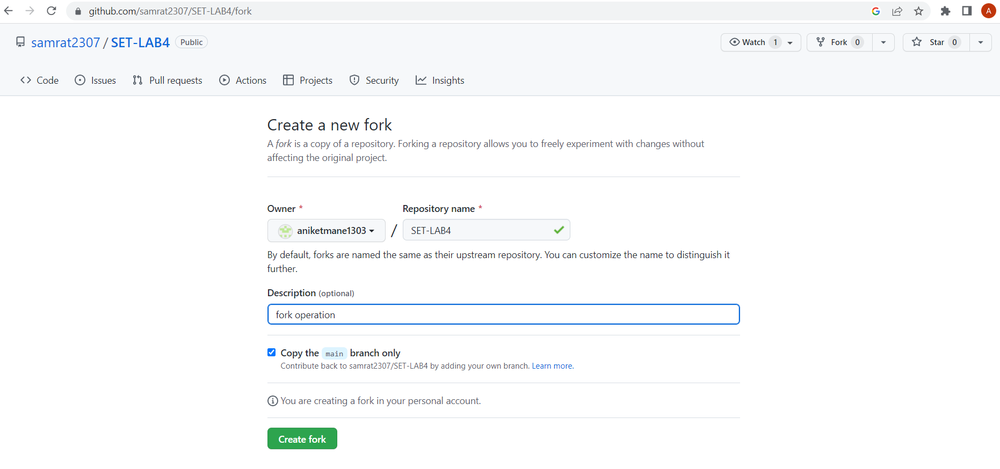 github.com/samrat2307/SET-LAB4/fork
A
samrat2307 / SET-LAB4 Public
Watch 1 Fork 0 Star 0
Code Issues Pull requests Actions Projects Security Insights
Create a new fork
A fork is a copy of a repository. Forking a repository allows you to freely experiment with changes without
affecting the original project.
Owner * Repository name *
aniketmane1303 / SET-LAB4
By default, forks are named the same as their upstream repository. You can customize the name to distinguish it
further.
Description (optional)
fork operation
Copy the main branch only
Contribute back to samrat2307/SET-LAB4 by adding your own branch. Learn more.
You are creating a fork in your personal account.
Create fork